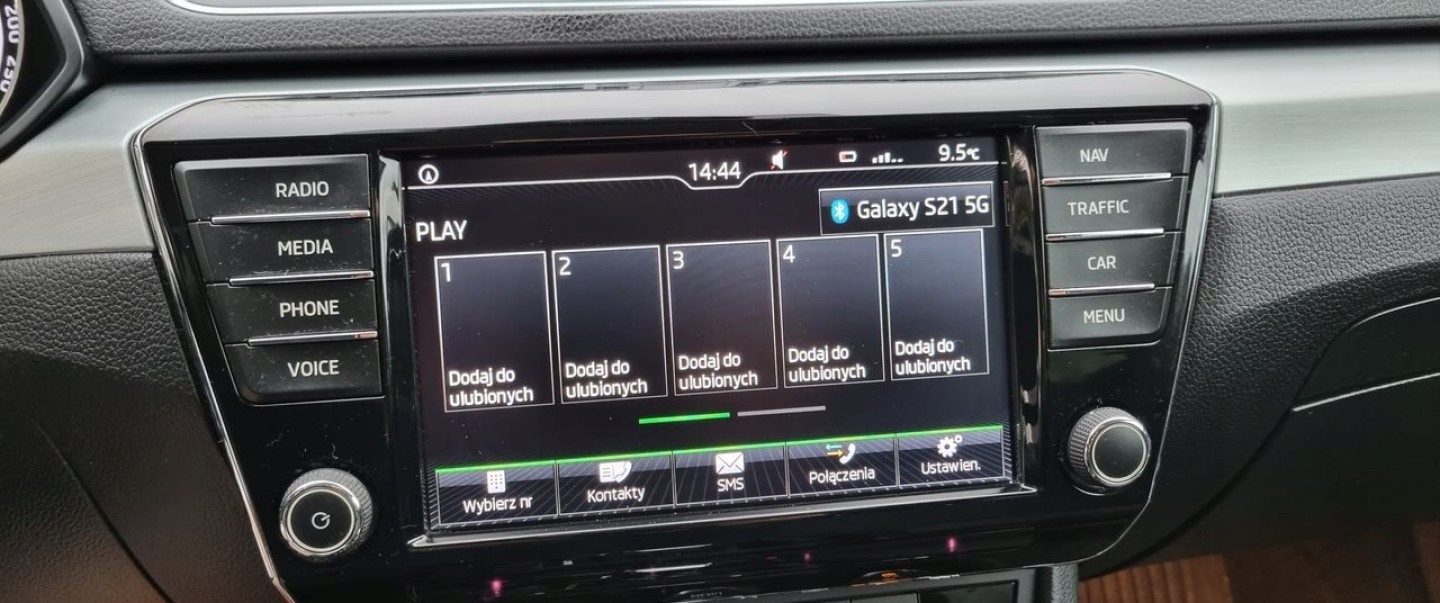 200
250
RADIO
MEDIA
PHONE
VOICE
14:44
9.5°C
PLAY
Galaxy S21 5G
1
2
3
4
5
Dodaj do
ulubionych
Dodaj do
ulubionych
Dodaj do
ulubionych
Dodaj do
ulubionych
Dodaj do
ulubionych
Wybierz nr
Kontakty
SMS
Połączenia
Ustawien.
NAV
TRAFFIC
CAR
MENU